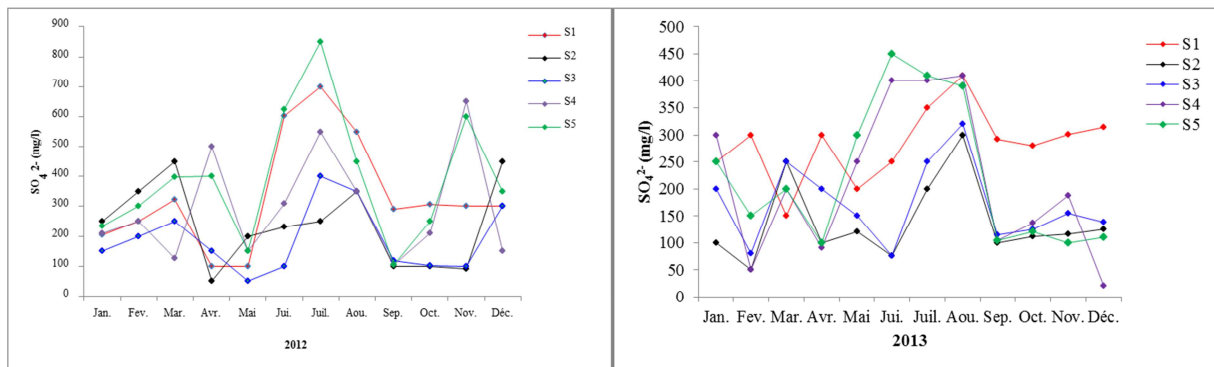 900
800
700
600
500
400
300
200
100
0
SO₄ ²- (mg/l)
Jan. Fev. Mar. Avr. Mai Jui. Juil. Aou. Sep. Oct. Nov. Déc.
2012
S1
S2
S3
S4
S5
500
450
400
350
300
250
200
150
100
50
0
SO₄²- (mg/l)
Jan. Fev. Mar. Avr. Mai Jui. Juil. Aou. Sep. Oct. Nov. Déc.
2013
S1
S2
S3
S4
S5